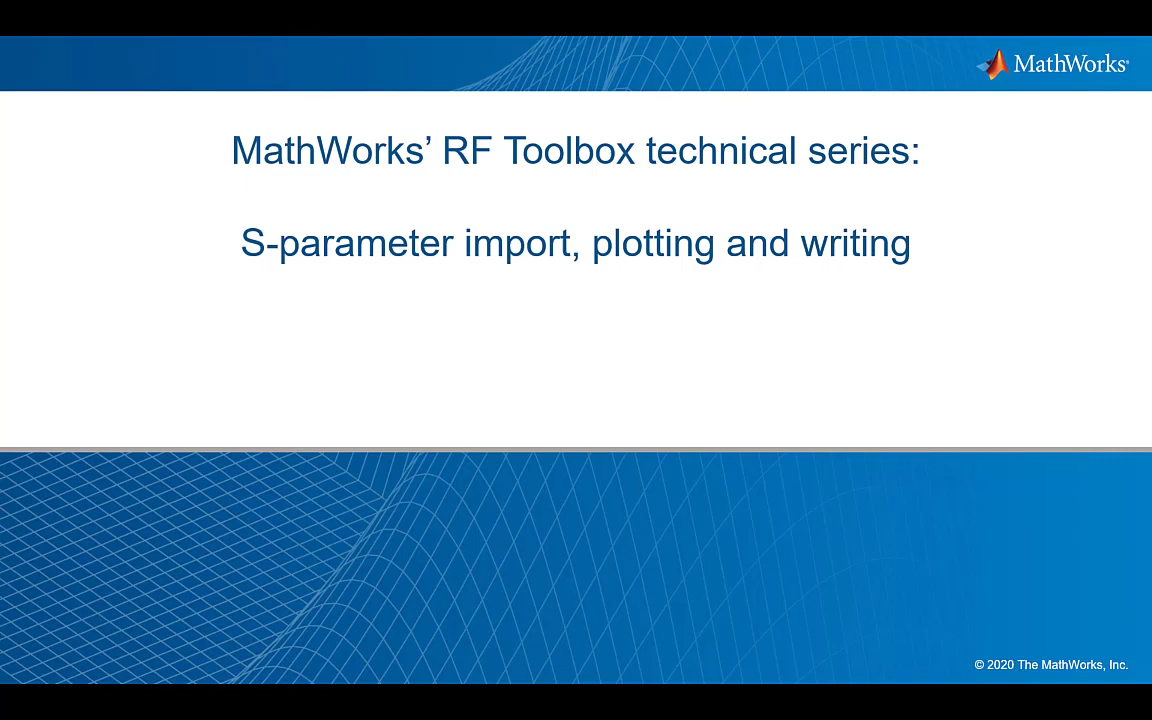 MathWorks®
MathWorks’ RF Toolbox technical series:
S-parameter import, plotting and writing
© 2020 The MathWorks, Inc.